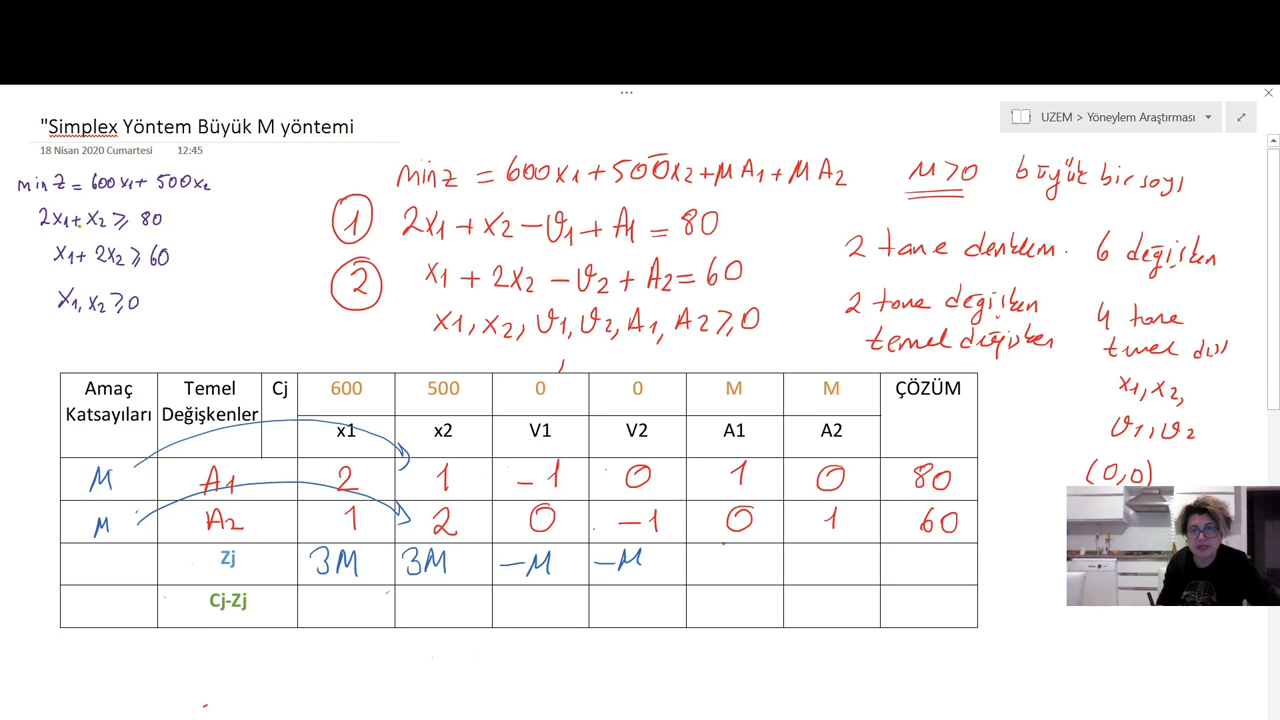 "Simplex Yöntem Büyük M yöntemi
18 Nisan 2020 Cumartesi 12:45
UZEM > Yöneylem Araştırması
min Z = 600x1 + 500x2
2x1 + x2 ≥ 80
x1 + 2x2 ≥ 60
x1, x2 ≥ 0
min z = 600x1 + 500x2 + MA1 + MA2
1 2x1 + x2 - V1 + A1 = 80
2 x1 + 2x2 - V2 + A2 = 60
x1, x2, V1, V2, A1, A2 ≥ 0
M > 0 büyük bir sayı
2 tane denklem. 6 değişken
2 tane değişken
temel değişken
4 tane
temel dışı
x1, x2,
V1, V2
(0,0)
Amaç Katsayıları Temel Değişkenler Cj 600 500 0 0 M M ÇÖZÜM
x1 x2 V1 V2 A1 A2
M A1 2 1 -1 0 1 0 80
M A2 1 2 0 -1 0 1 60
Zj 3M 3M -M -M
Cj-Zj